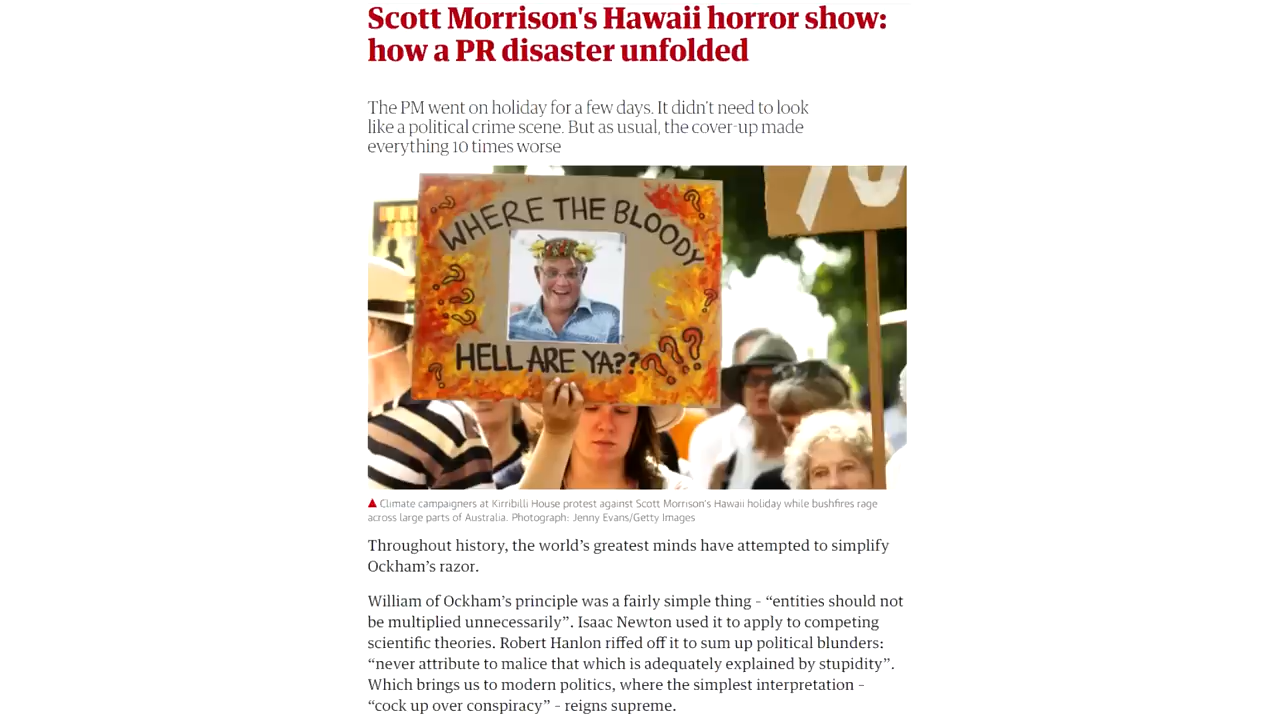 Scott Morrison's Hawaii horror show:
how a PR disaster unfolded
The PM went on holiday for a few days. It didn't need to look
like a political crime scene. But as usual, the cover-up made
everything 10 times worse
WHERE THE BLOODY
HELL ARE YA??
Climate campaigners at Kirribilli House protest against Scott Morrison's Hawaii holiday while bushfires rage
across large parts of Australia. Photograph: Jenny Evans/Getty Images
Throughout history, the world's greatest minds have attempted to simplify
Ockham's razor.
William of Ockham's principle was a fairly simple thing – “entities should not
be multiplied unnecessarily”. Isaac Newton used it to apply to competing
scientific theories. Robert Hanlon riffed off it to sum up political blunders:
“never attribute to malice that which is adequately explained by stupidity”.
Which brings us to modern politics, where the simplest interpretation –
“cock up over conspiracy” – reigns supreme.